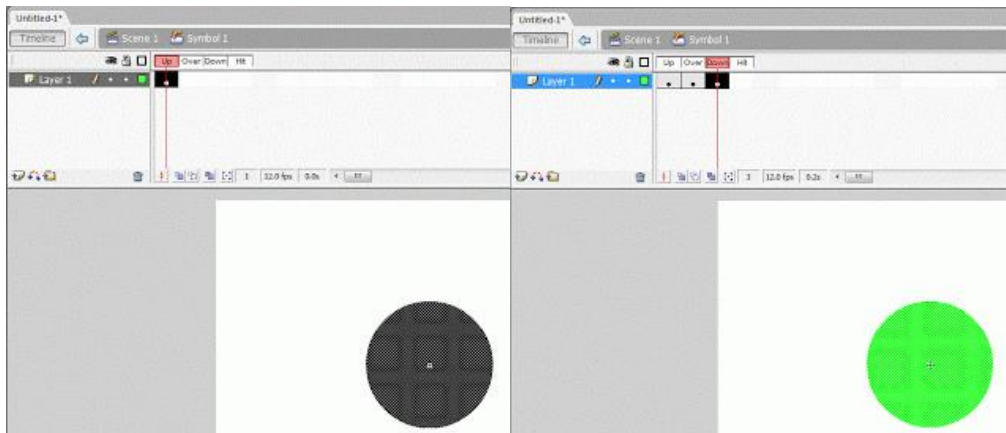 Untitled-1*
Timeline Scene 1 Symbol 1
Up Over Down Hit
Layer 1
1 12.0 fps 0.0s
Untitled-1*
Timeline Scene 1 Symbol 1
Up Over Down Hit
Layer 1
3 12.0 fps 0.2s